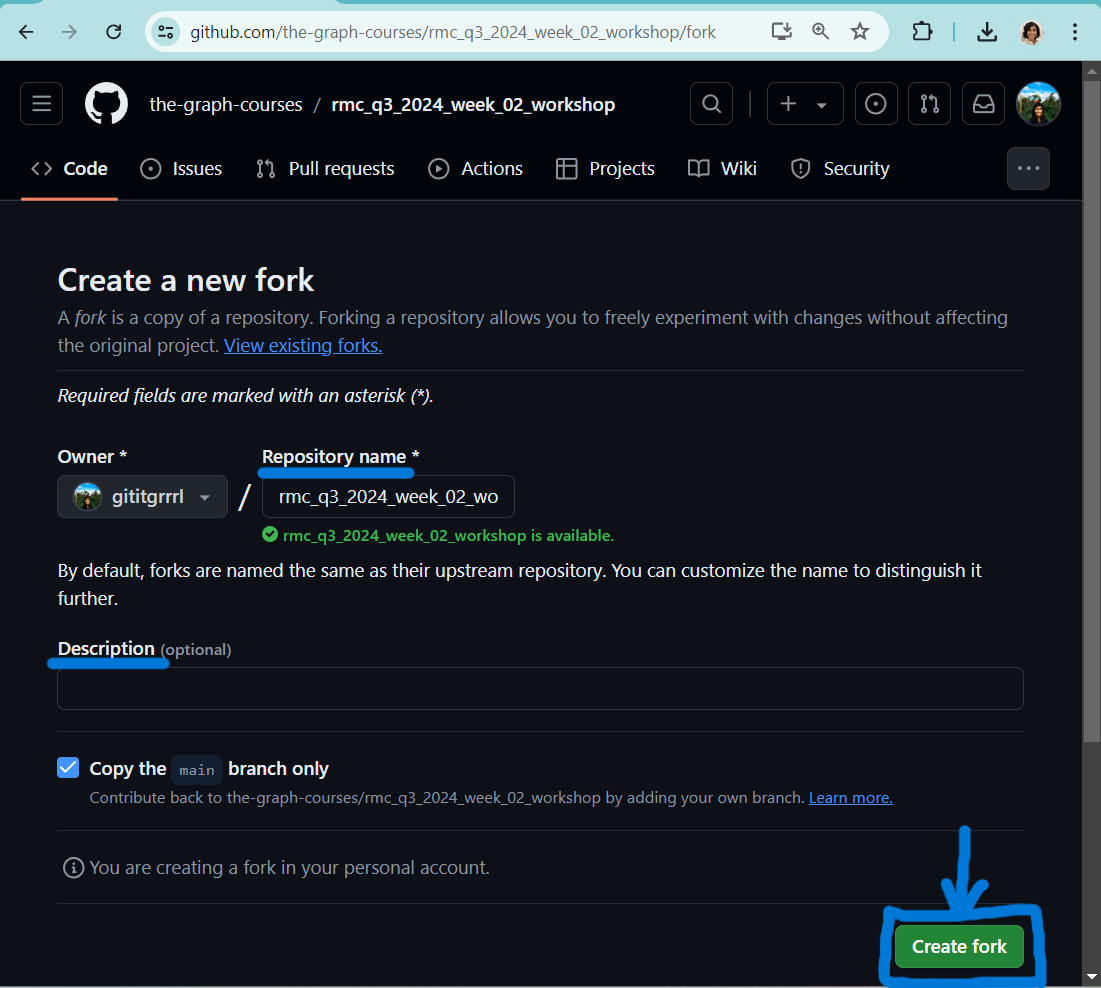 github.com/the-graph-courses/rmc_q3_2024_week_02_workshop/fork
the-graph-courses / rmc_q3_2024_week_02_workshop
Code Issues Pull requests Actions Projects Wiki Security
Create a new fork
A fork is a copy of a repository. Forking a repository allows you to freely experiment with changes without affecting
the original project. View existing forks.
Required fields are marked with an asterisk (*).
Owner * Repository name *
gititgrrrl / rmc_q3_2024_week_02_wo
rmc_q3_2024_week_02_workshop is available.
By default, forks are named the same as their upstream repository. You can customize the name to distinguish it
further.
Description (optional)
Copy the main branch only
Contribute back to the-graph-courses/rmc_q3_2024_week_02_workshop by adding your own branch. Learn more.
You are creating a fork in your personal account.
Create fork